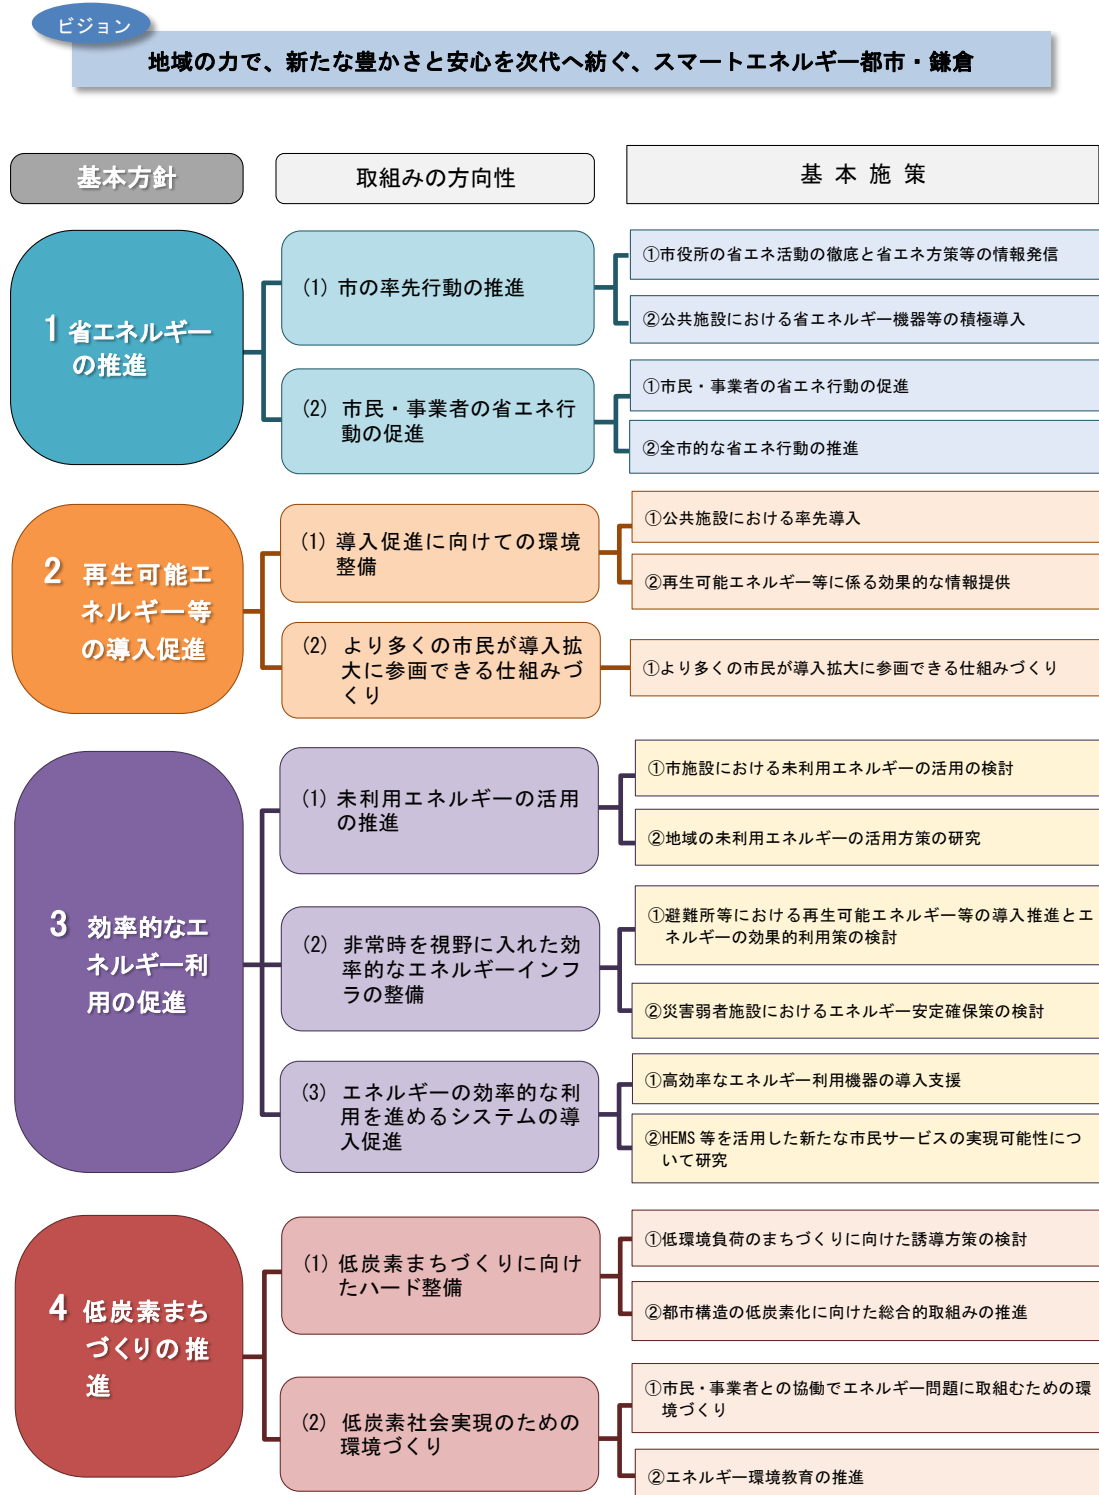 ビジョン
地域の力で、新たな豊かさと安心を次代へ紡ぐ、スマートエネルギー都市・鎌倉
基本方針
取組みの方向性
基本施策
1 省エネルギー
の推進
(1) 市の率先行動の推進
①市役所の省エネ活動の徹底と省エネ方策等の情報発信
②公共施設における省エネルギー機器等の積極導入
(2) 市民・事業者の省エネ行
動の促進
①市民・事業者の省エネ行動の促進
②全市的な省エネ行動の推進
2 再生可能エ
ネルギー等
の導入促進
(1) 導入促進に向けての環境
整備
①公共施設における率先導入
②再生可能エネルギー等に係る効果的な情報提供
(2) より多くの市民が導入拡
大に参画できる仕組みづ
くり
①より多くの市民が導入拡大に参画できる仕組みづくり
3 効率的なエ
ネルギー利
用の促進
(1) 未利用エネルギーの活用
の推進
①市施設における未利用エネルギーの活用の検討
②地域の未利用エネルギーの活用方策の研究
(2) 非常時を視野に入れた効
率的なエネルギーインフ
ラの整備
①避難所等における再生可能エネルギー等の導入推進とエ
ネルギーの効果的利用策の検討
②災害弱者施設におけるエネルギー安定確保策の検討
(3) エネルギーの効率的な利
用を進めるシステムの導
入促進
①高効率なエネルギー利用機器の導入支援
②HEMS 等を活用した新たな市民サービスの実現可能性につ
いて研究
4 低炭素まち
づくりの推
進
(1) 低炭素まちづくりに向け
たハード整備
①低環境負荷のまちづくりに向けた誘導方策の検討
②都市構造の低炭素化に向けた総合的取組みの推進
(2) 低炭素社会実現のための
環境づくり
①市民・事業者との協働でエネルギー問題に取組むための環
境づくり
②エネルギー環境教育の推進